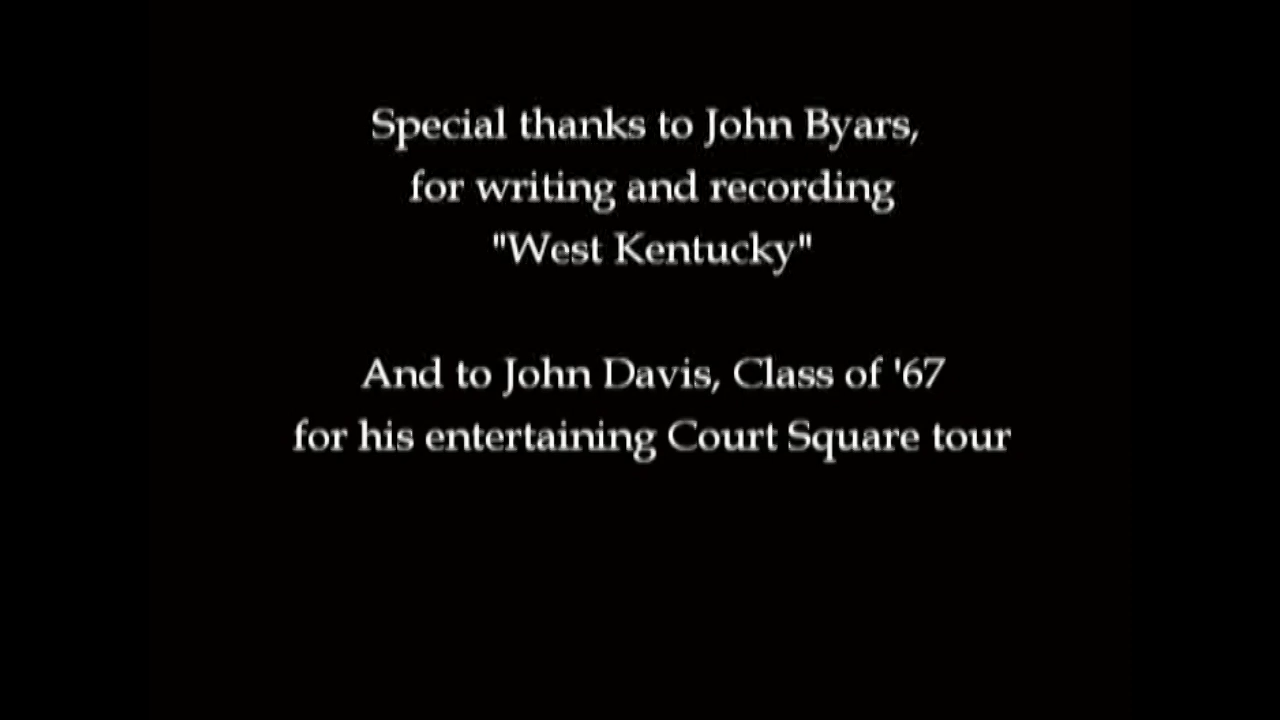 Special thanks to John Byars,
for writing and recording
"West Kentucky"
And to John Davis, Class of '67
for his entertaining Court Square tour